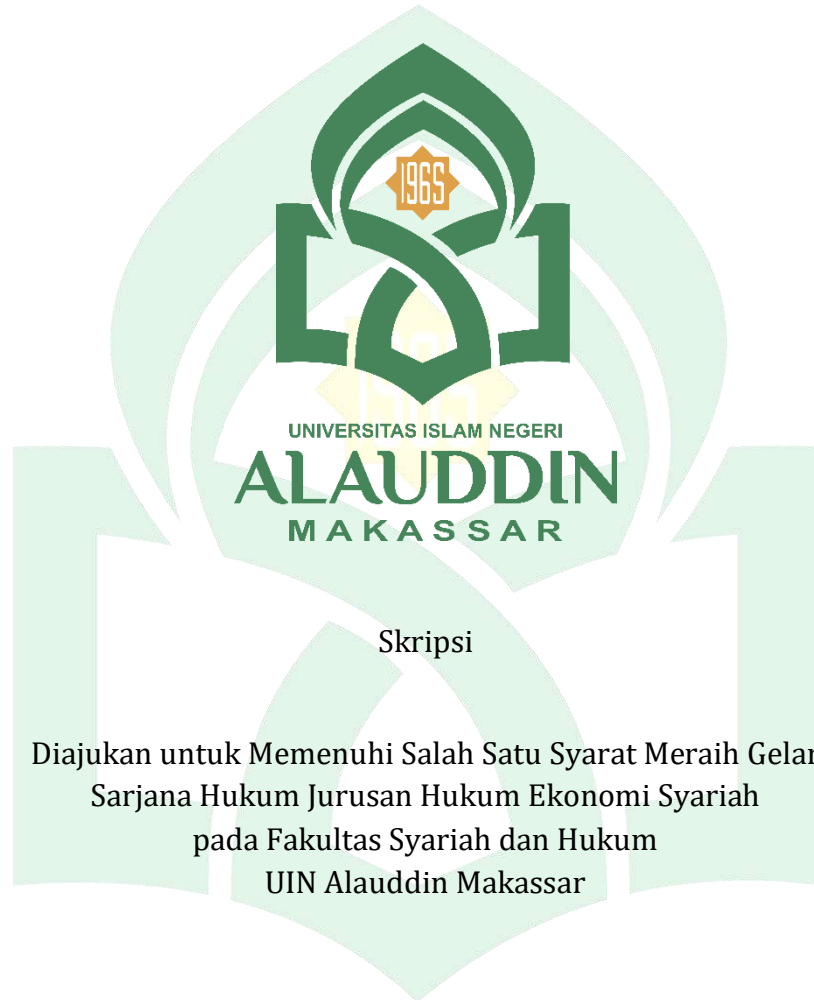 1965
UNIVERSITAS ISLAM NEGERI
ALAUDDIN
MAKASSAR
Skripsi
Diajukan untuk Memenuhi Salah Satu Syarat Meraih Gelar
Sarjana Hukum Jurusan Hukum Ekonomi Syariah
pada Fakultas Syariah dan Hukum
UIN Alauddin Makassar